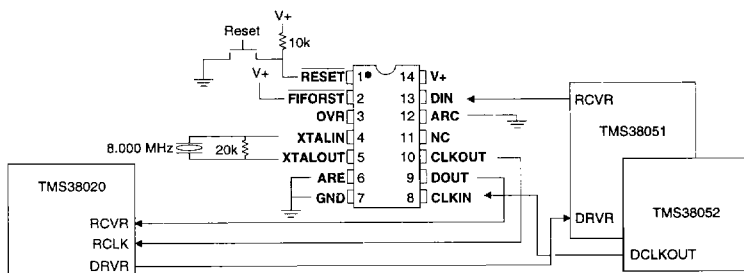 V+
Reset
10k
V+
RESET 1 14 V+
FIFORST 2 13 DIN
OVR 3 12 ARC
XTALIN 4 11 NC
XTALOUT 5 10 CLKOUT
ARE 6 9 DOUT
GND 7 8 CLKIN
8.000 MHz 20k
TMS38020
RCVR
RCLK
DRVR
RCVR
TMS38051
DRVR
TMS38052
DCLKOUT